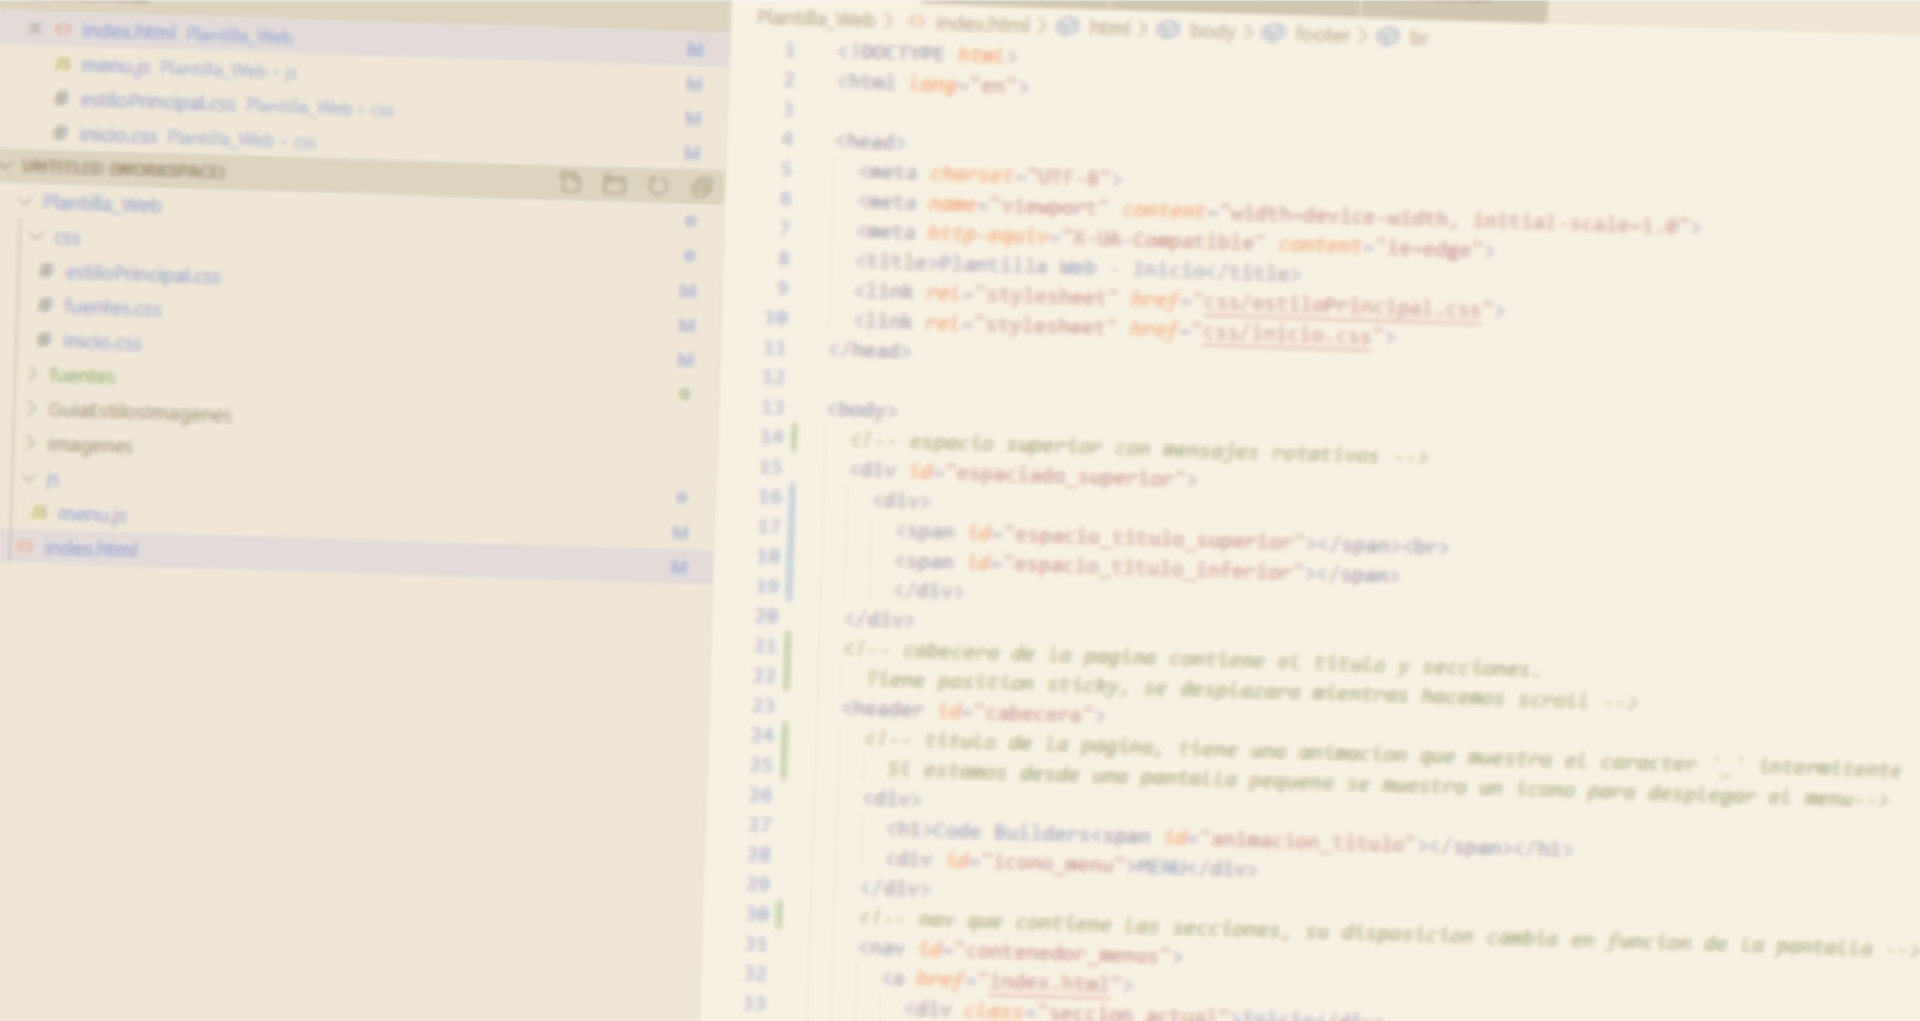 index.html Plantilla_Web M
menu.js Plantilla_Web • js M
estiloPrincipal.css Plantilla_Web • css M
inicio.css Plantilla_Web • css M
UNTITLED (WORKSPACE)
Plantilla_Web
css
estiloPrincipal.css M
fuentes.css M
inicio.css M
fuentes
GuiaEstilosImagenes
imagenes
js
menu.js M
index.html M
Plantilla_Web > index.html > html > body > footer > br
1 <!DOCTYPE html>
2 <html lang="en">
3
4 <head>
5 <meta charset="UTF-8">
6 <meta name="viewport" content="width=device-width, initial-scale=1.0">
7 <meta http-equiv="X-UA-Compatible" content="ie=edge">
8 <title>Plantilla Web - Inicio</title>
9 <link rel="stylesheet" href="css/estiloPrincipal.css">
10 <link rel="stylesheet" href="css/inicio.css">
11 </head>
12
13 <body>
14 <!-- espacio superior con mensajes rotativos -->
15 <div id="espaciado_superior">
16 <div>
17 <span id="espacio_titulo_superior"></span><br>
18 <span id="espacio_titulo_inferior"></span>
19 </div>
20 </div>
21 <!-- cabecera de la pagina contiene el titulo y secciones.
22 Tiene position sticky, se desplazara mientras hacemos scroll -->
23 <header id="cabecera">
24 <!-- titulo de la pagina, tiene una animacion que muestra el caracter '_' intermitente
25 Si estamos desde una pantalla pequena se muestra un icono para desplegar el menu-->
26 <div>
27 <h1>Code Builders<span id="animacion_titulo"></span></h1>
28 <div id="icono_menu">MENU</div>
29 </div>
30 <!-- nav que contiene las secciones, su disposicion cambia en funcion de la pantalla -->
31 <nav id="contenedor_menus">
32 <a href="index.html">
33 <div class="seccion_actual">Inicio</div>